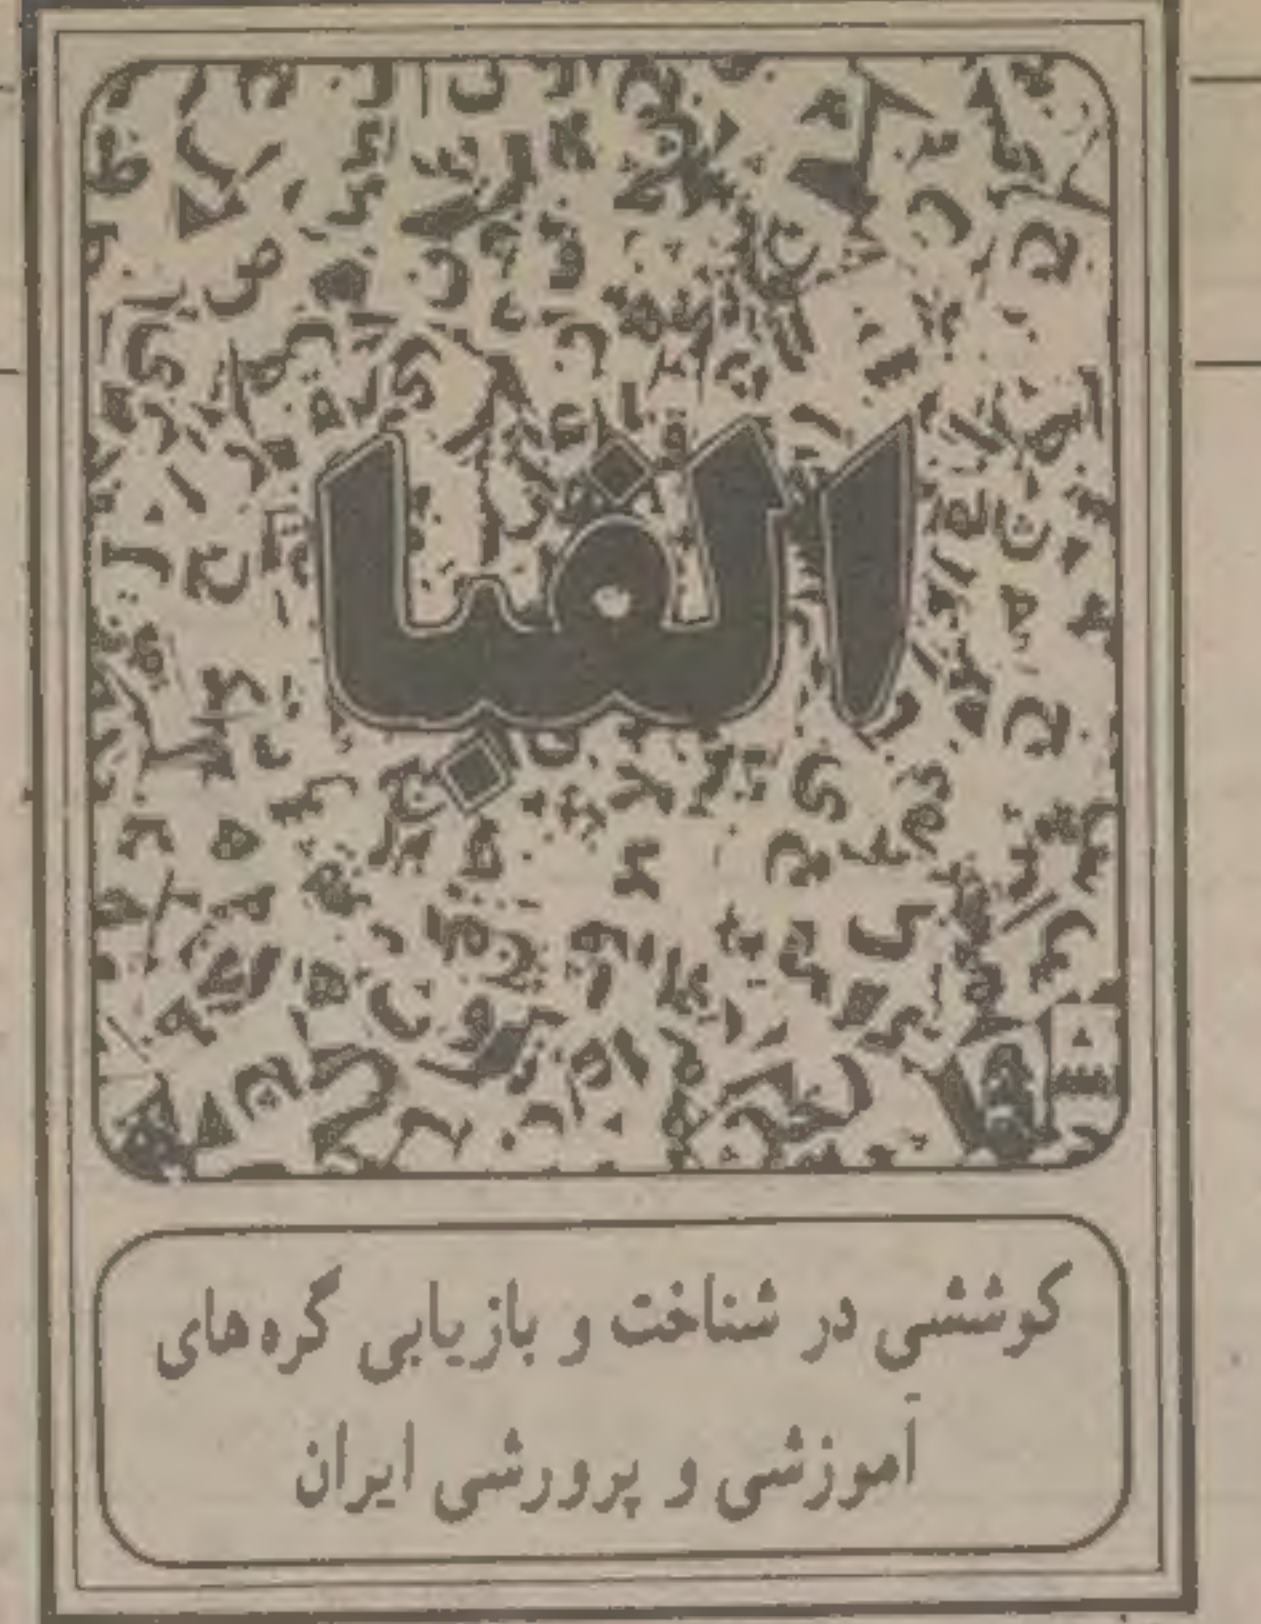 الفبا
کوششی در شناخت و بازیابی گره‌های
آموزشی و پرورشی ایران